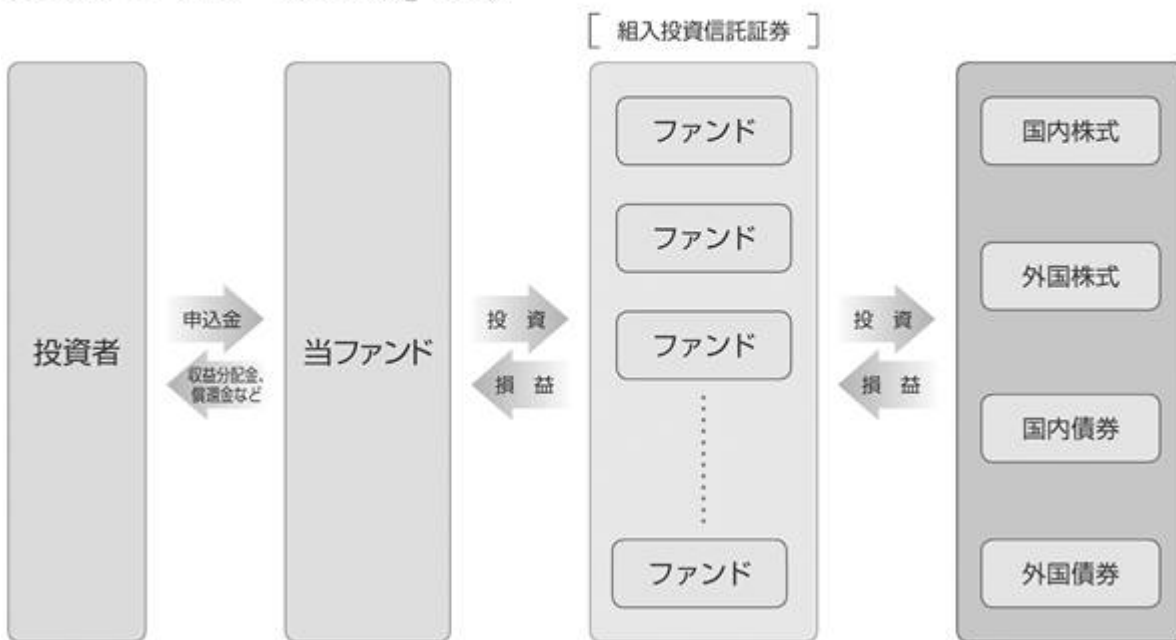 [ 組入投資信託証券 ]
投資者
申込金
収益分配金、
償還金など
当ファンド
投 資
損 益
ファンド
ファンド
ファンド
ファンド
投 資
損 益
国内株式
外国株式
国内債券
外国債券